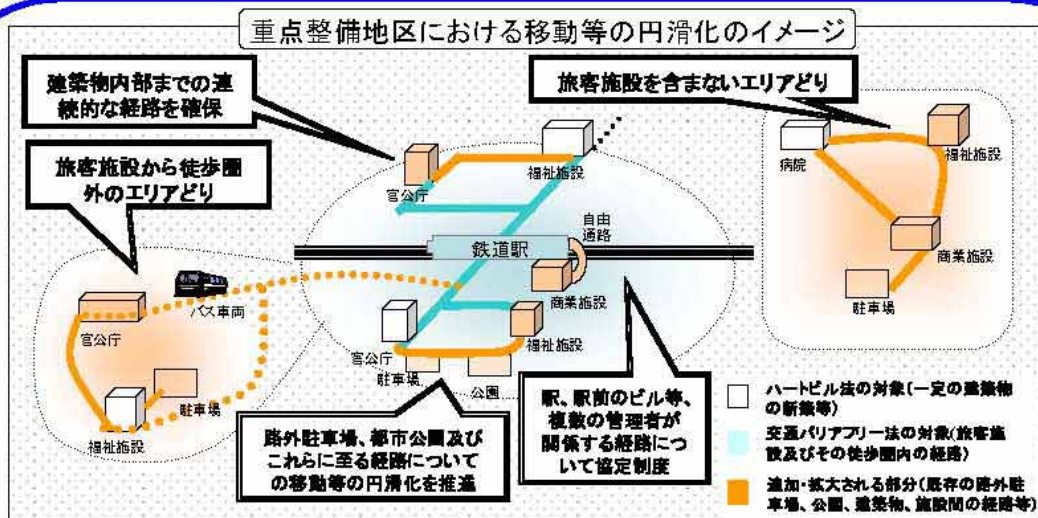 重点整備地区における移動等の円滑化のイメージ
建築物内部までの連
続的な経路を確保
旅客施設を含まないエリアどり
旅客施設から徒歩圏
外のエリアどり
官公庁
福祉施設
自由
通路
鉄道駅
商業施設
病院
福祉施設
商業施設
駐車場
バス車両
官公庁
駐車場
福祉施設
官公庁
駐車場
公園
福祉施設
路外駐車場、都市公園及び
これらに至る経路について
の移動等の円滑化を推進
駅、駅前のビル等、
複数の管理者が
関係する経路につ
いて協定制度
ハートビル法の対象(一定の建築物
の新築等)
交通バリアフリー法の対象(旅客施
設及びその徒歩圏内の経路)
追加・拡大される部分(既存の路外駐
車場、公園、建築物、施設間の経路等)